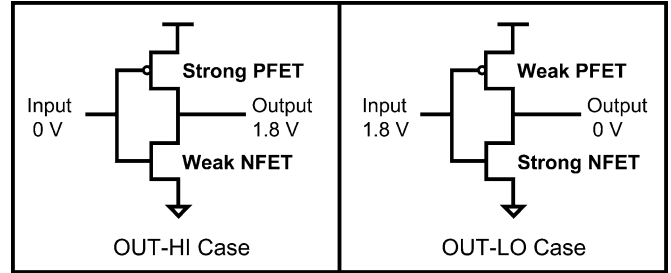 Strong PFET
Input
0 V
Output
1.8 V
Weak NFET
OUT-HI Case
Weak PFET
Input
1.8 V
Output
0 V
Strong NFET
OUT-LO Case